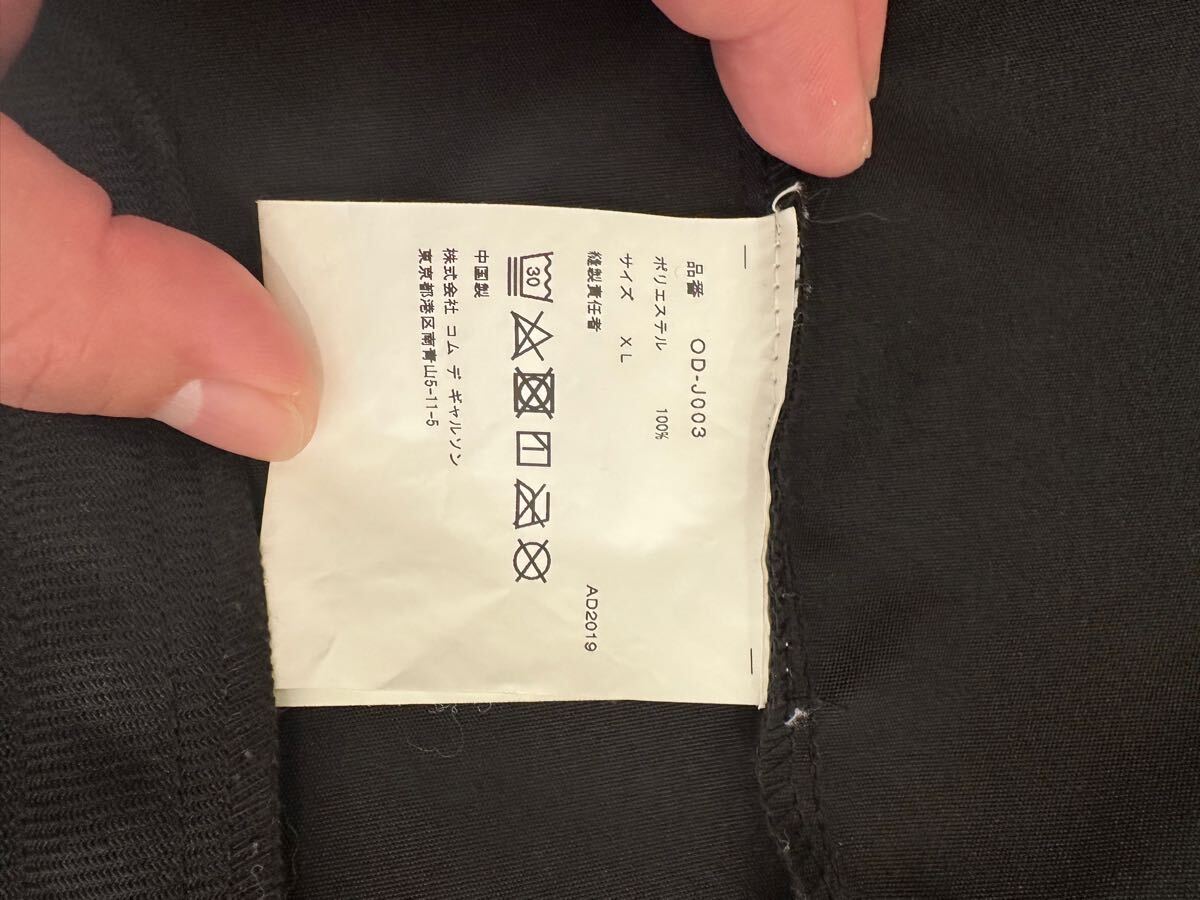 品番 OD-J003
ポリエステル 100%
サイズ XL
縫製責任者 AD2019
30
中国製
株式会社 コム デ ギャルソン
東京都港区南青山5-11-5